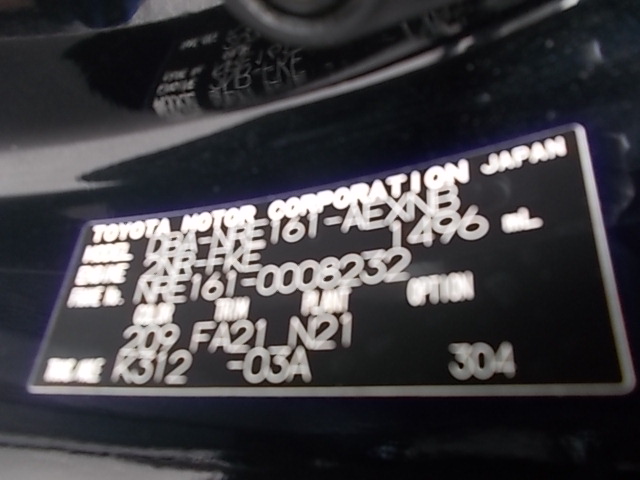 TOYOTA MOTOR CORPORATION JAPAN
MODEL DBA-NRE161-AEXNB
ENGINE 2NR-FKE 1496 mL
FRAME No. NRE161-0008232
COLOR TRIM PLANT OPTION
209 FA21 N21
TRANS./AXLE K312 -03A 304